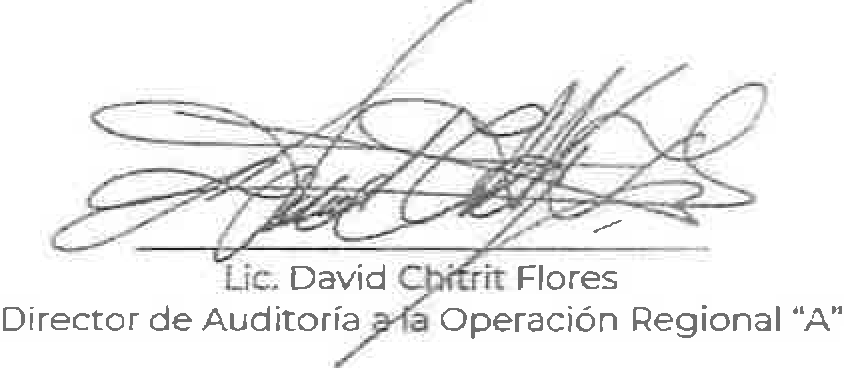 Lic. David Chitrit Flores
Director de Auditoría a la Operación Regional “A”